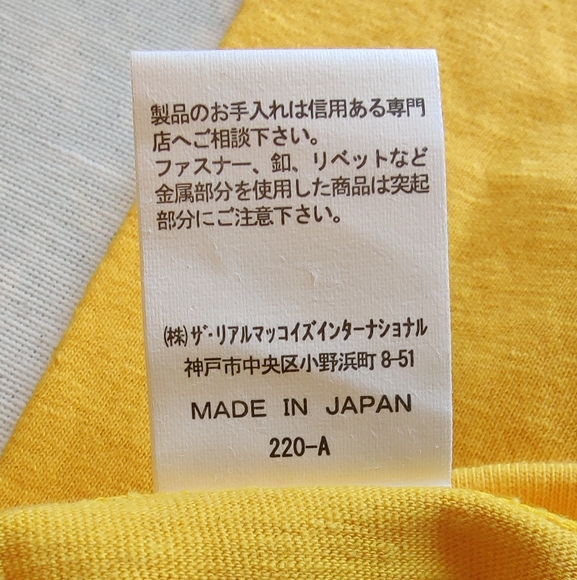 製品のお手入れは信用ある専門
店へご相談下さい。
ファスナー、釦、リベットなど
金属部分を使用した商品は突起
部分にご注意下さい。
㈱ザ・リアルマッコイズインターナショナル
神戸市中央区小野浜町 8-51
MADE IN JAPAN
220-A